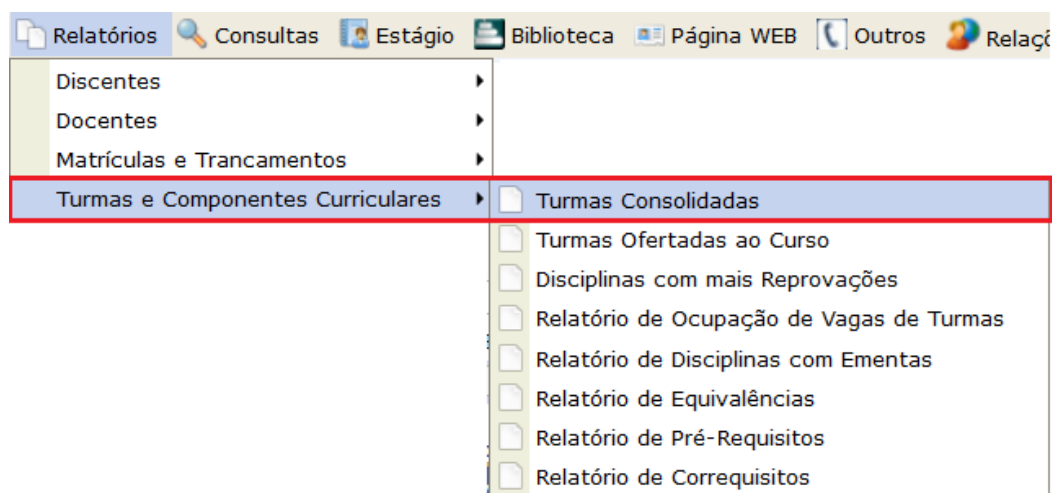 Relatórios Consultas Estágio Biblioteca Página WEB Outros
Discentes
Docentes
Matrículas e Trancamentos
Turmas e Componentes Curriculares
Turmas Consolidadas
Turmas Ofertadas ao Curso
Disciplinas com mais Reprovações
Relatório de Ocupação de Vagas de Turmas
Relatório de Disciplinas com Ementas
Relatório de Equivalências
Relatório de Pré-Requisitos
Relatório de Correquisitos